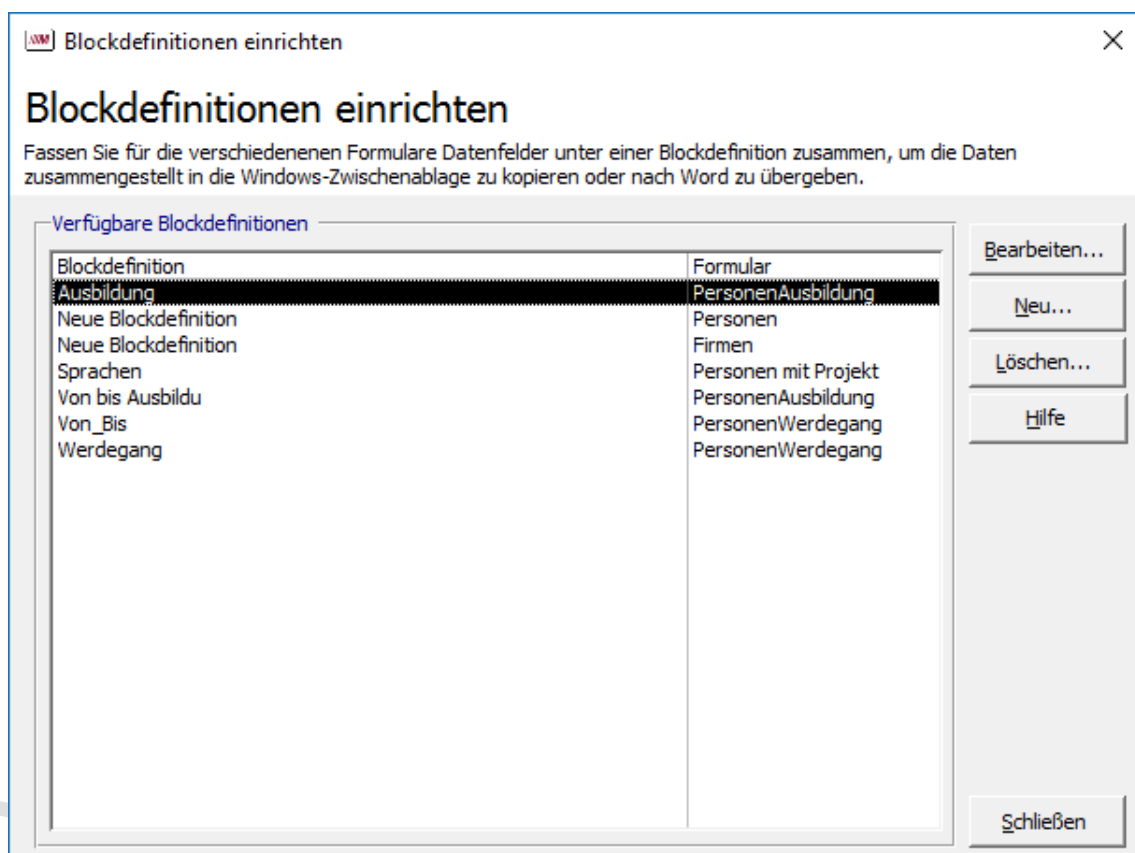 Blockdefinitionen einrichten
Blockdefinitionen einrichten
Fassen Sie für die verschiedenenen Formulare Datenfelder unter einer Blockdefinition zusammen, um die Daten
zusammengestellt in die Windows-Zwischenablage zu kopieren oder nach Word zu übergeben.
Verfügbare Blockdefinitionen
Bearbeiten...
Blockdefinition Formular
Ausbildung PersonenAusbildung
Neu...
Neue Blockdefinition Personen
Neue Blockdefinition Firmen
Löschen...
Sprachen Personen mit Projekt
Von bis Ausbildu PersonenAusbildung
Hilfe
Von_Bis PersonenWerdegang
Werdegang PersonenWerdegang
Schließen